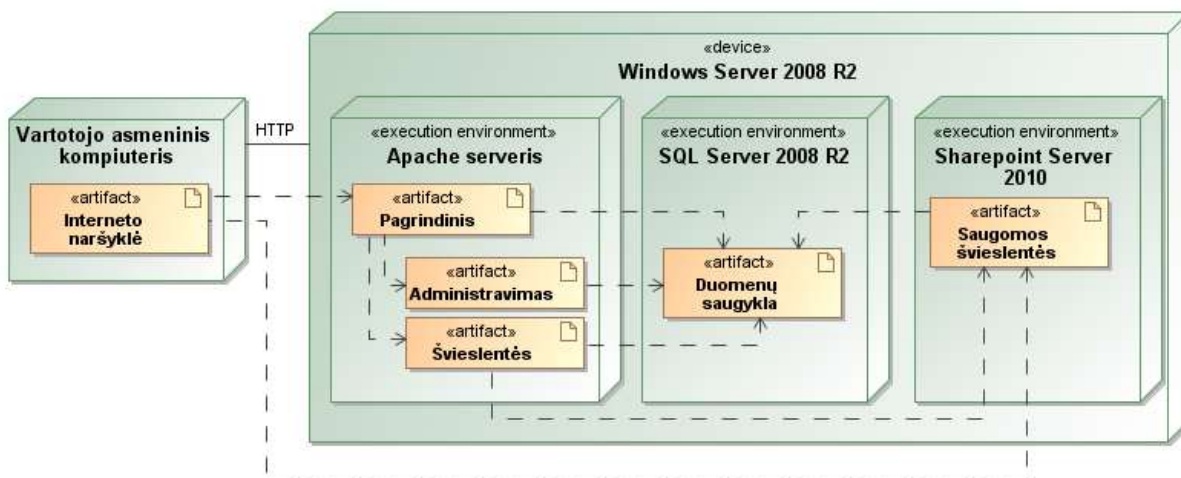 «device»
Windows Server 2008 R2
Vartotojo asmeninis
kompiuteris
«artifact»
Interneto
naršyklė
HTTP
«execution environment»
Apache serveris
«artifact»
Pagrindinis
«artifact»
Administravimas
«artifact»
Švieslentės
«execution environment»
SQL Server 2008 R2
«artifact»
Duomenų
saugykla
«execution environment»
Sharepoint Server
2010
«artifact»
Saugomos
švieslentės